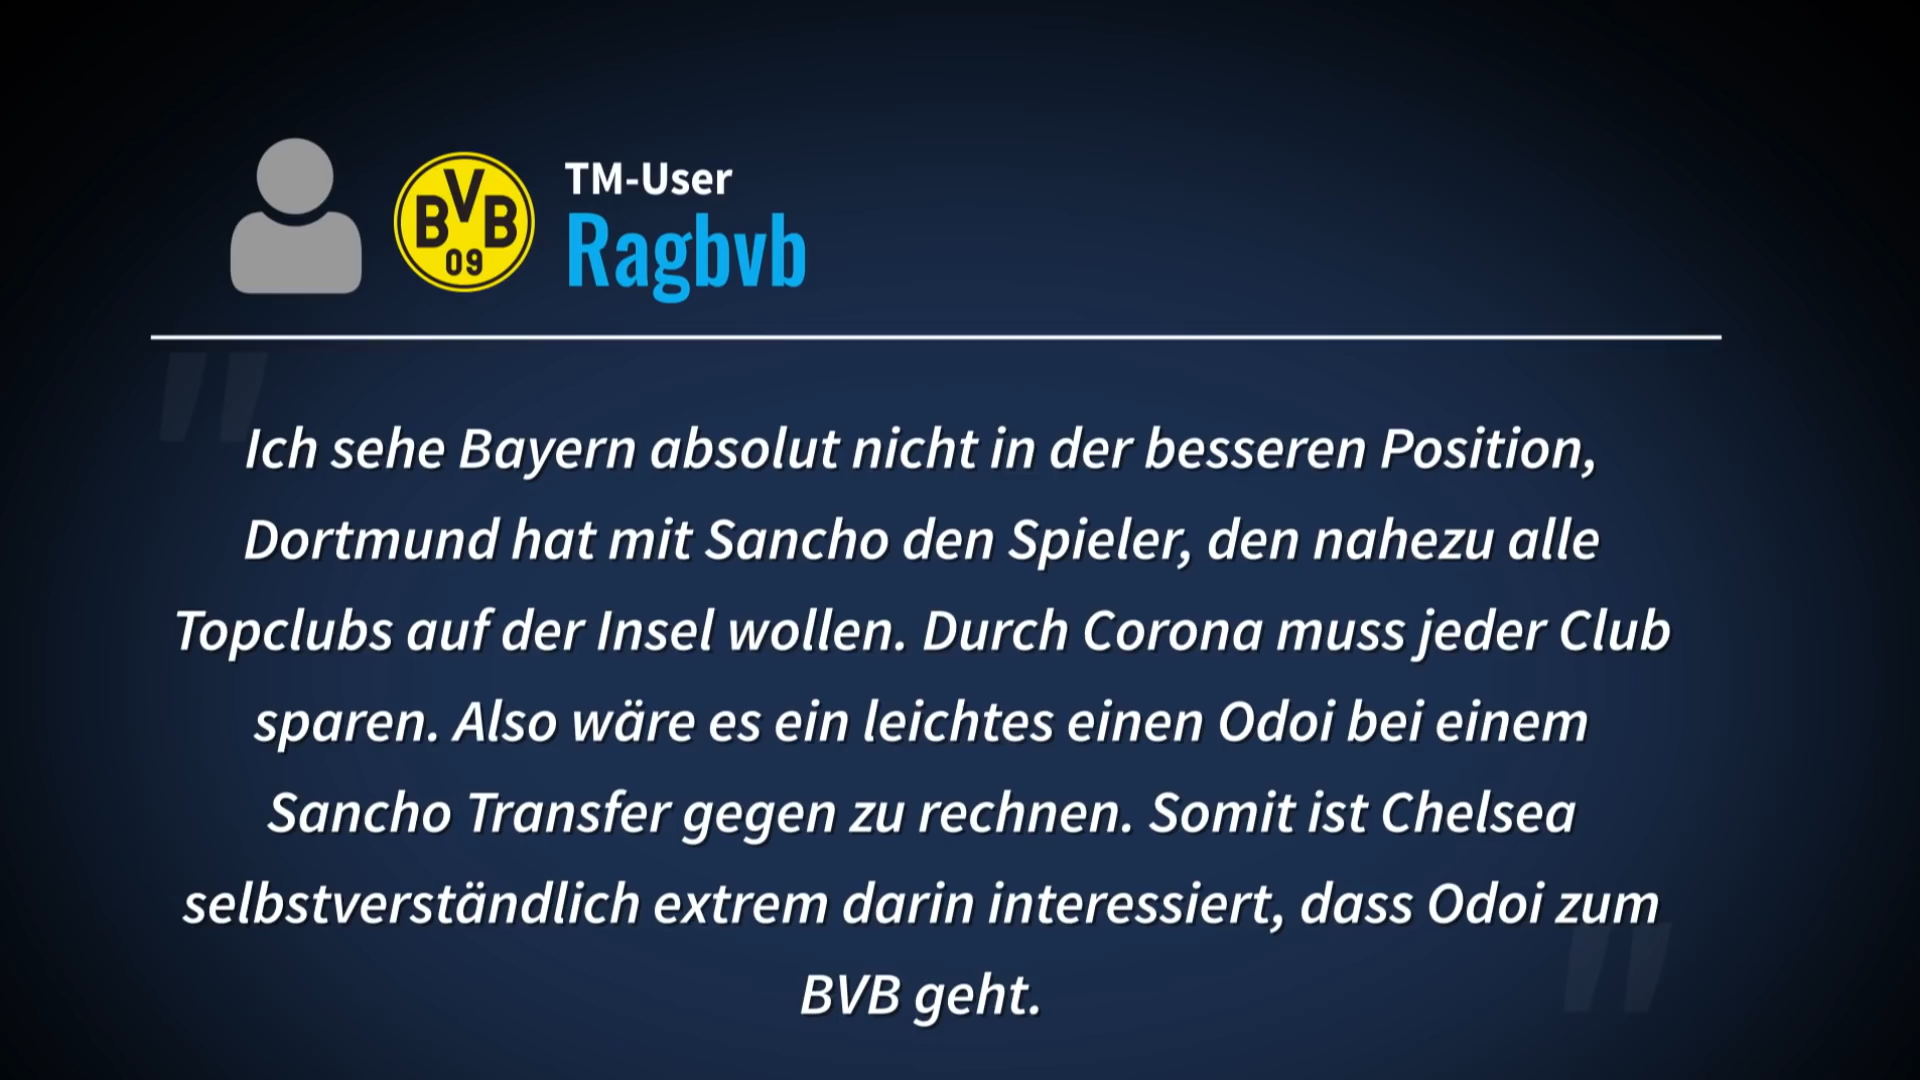 BVB
09
TM-User
Ragbvb
Ich sehe Bayern absolut nicht in der besseren Position,
Dortmund hat mit Sancho den Spieler, den nahezu alle
Topclubs auf der Insel wollen. Durch Corona muss jeder Club
sparen. Also wäre es ein leichtes einen Odoi bei einem
Sancho Transfer gegen zu rechnen. Somit ist Chelsea
selbstverständlich extrem darin interessiert, dass Odoi zum
BVB geht.